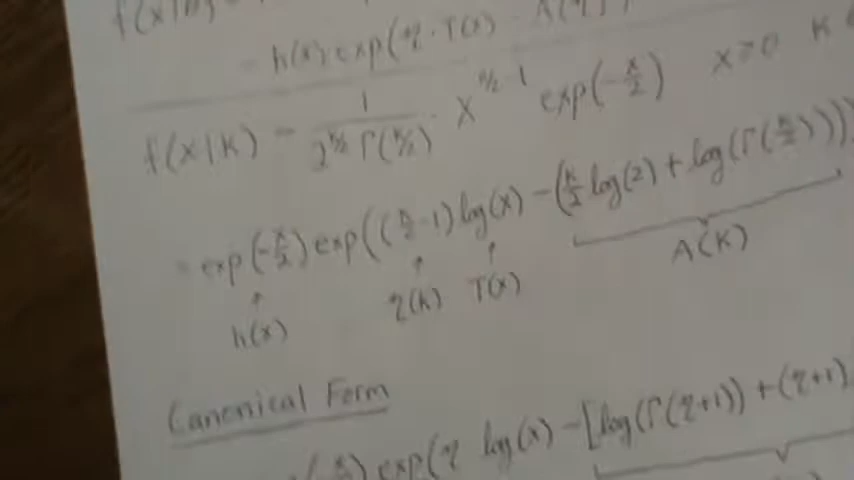 f(x|
h(x) exp(η · T(x) - A(η))
f(x|K) = 1/(2^(K/2) Γ(K/2)) · x^(K/2 - 1) exp(-x/2) x≥0 K
= exp(-x/2) exp((K/2 - 1) log(x) - (K/2 log(2) + log(Γ(K/2))))
↑ ↑ ↑ A(K)
h(x) η(K) T(x)
Canonical Form
exp(η log(x) - [log(Γ(η+1)) + (η+1)